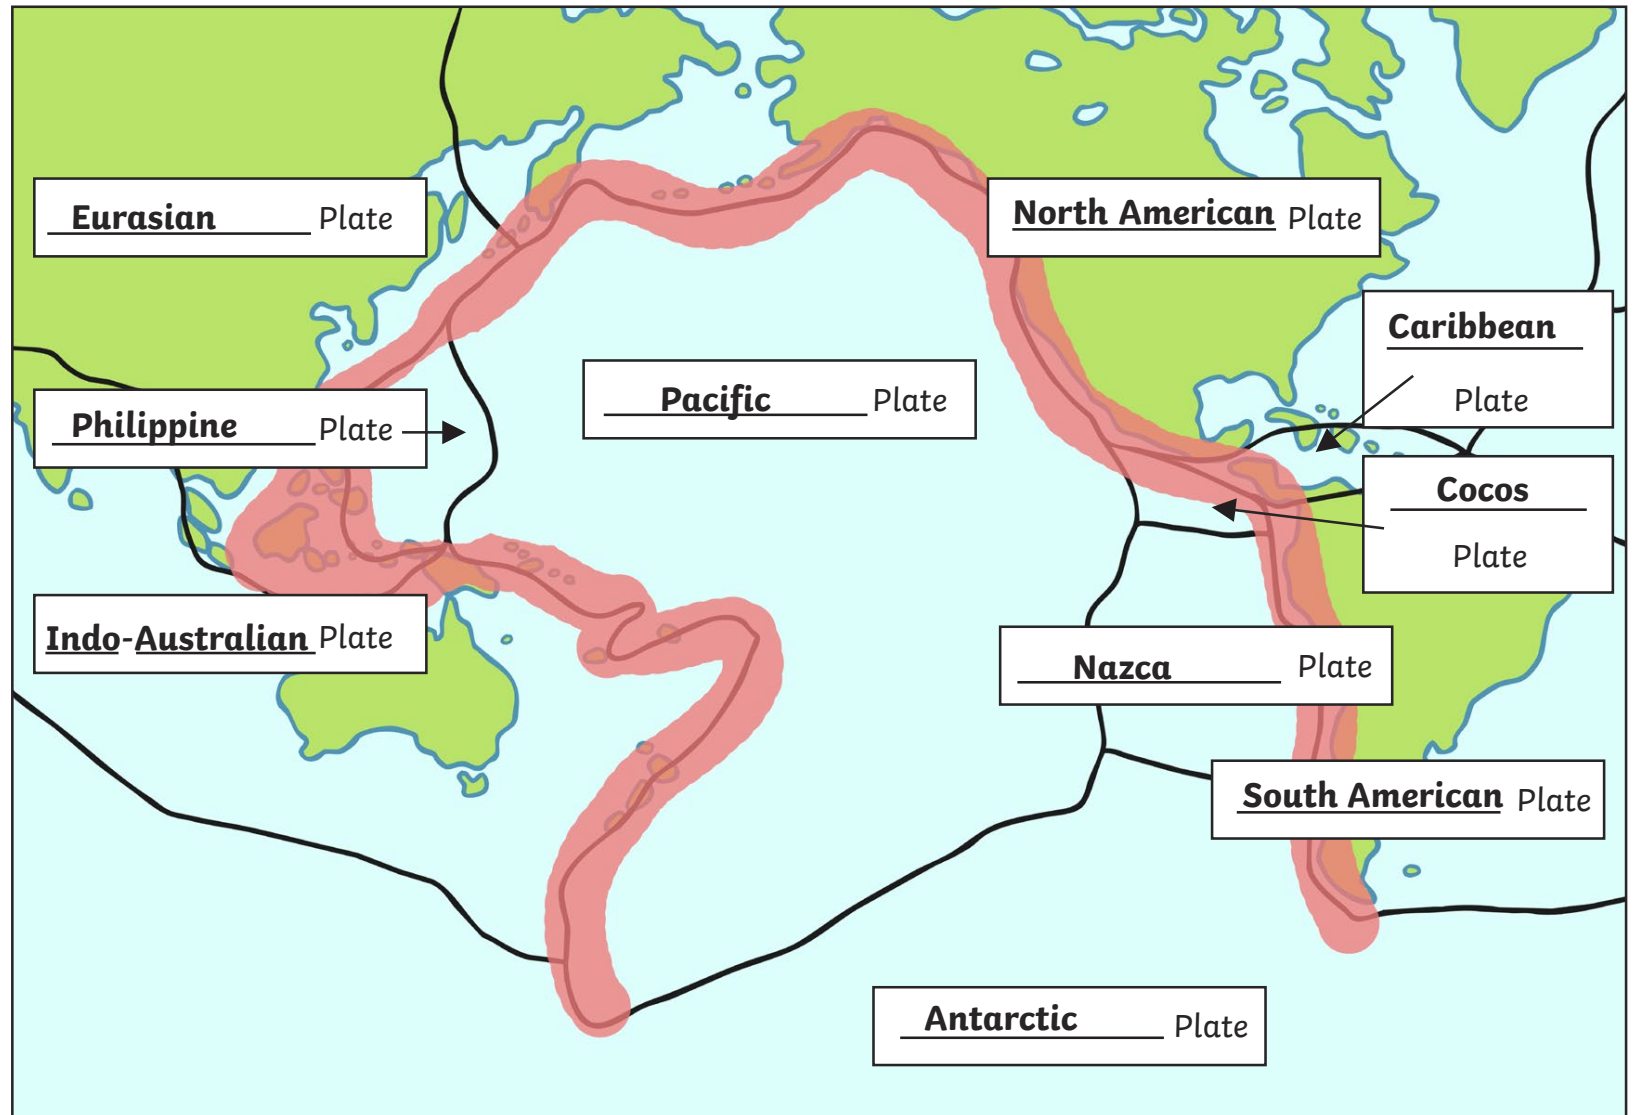 Eurasian Plate
North American Plate
Caribbean
Plate
Philippine Plate
Pacific Plate
Cocos
Plate
Indo-Australian Plate
Nazca Plate
South American Plate
Antarctic Plate